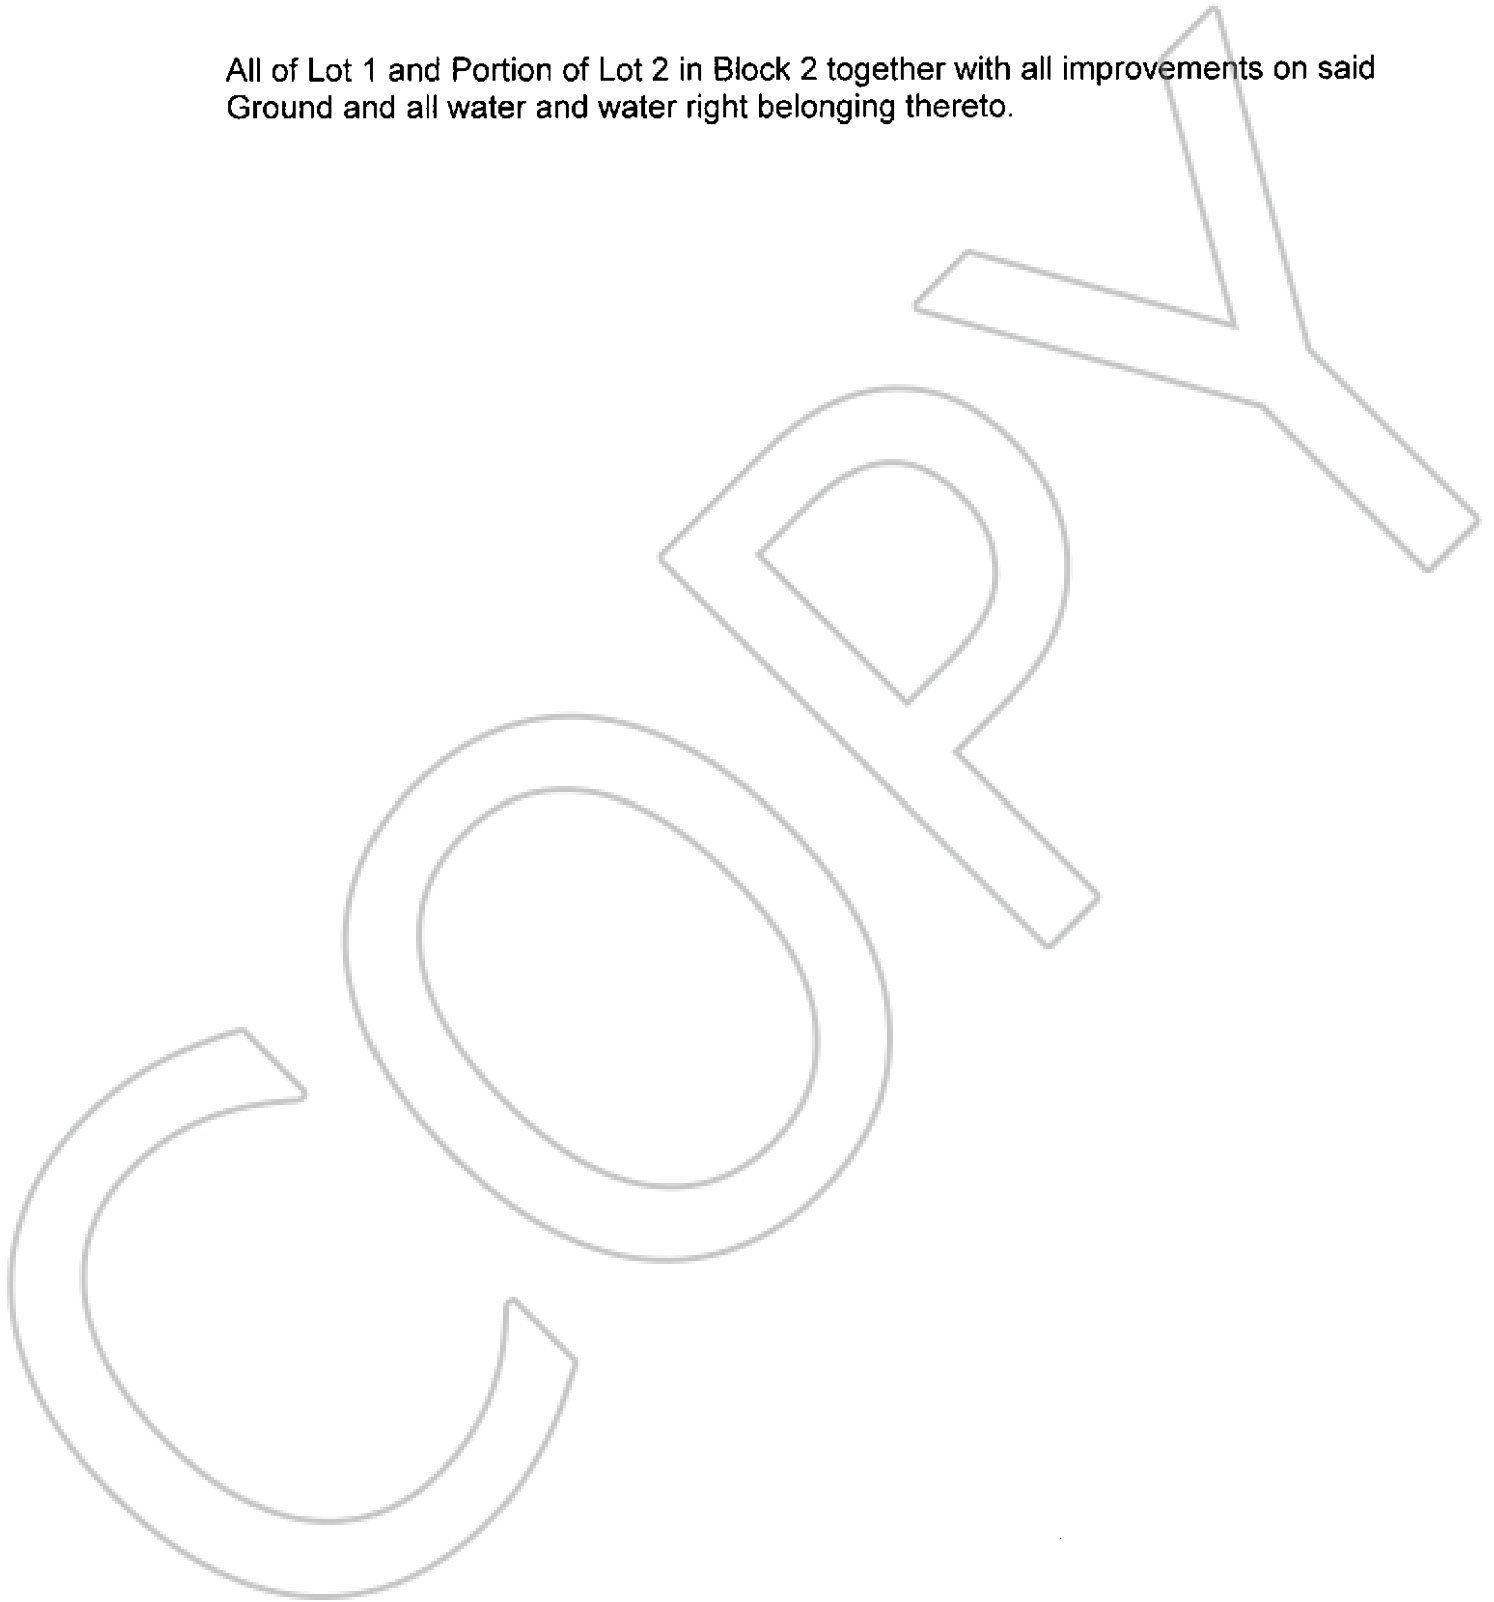 All of Lot 1 and Portion of Lot 2 in Block 2 together with all improvements on said
Ground and all water and water right belonging thereto.
COPY